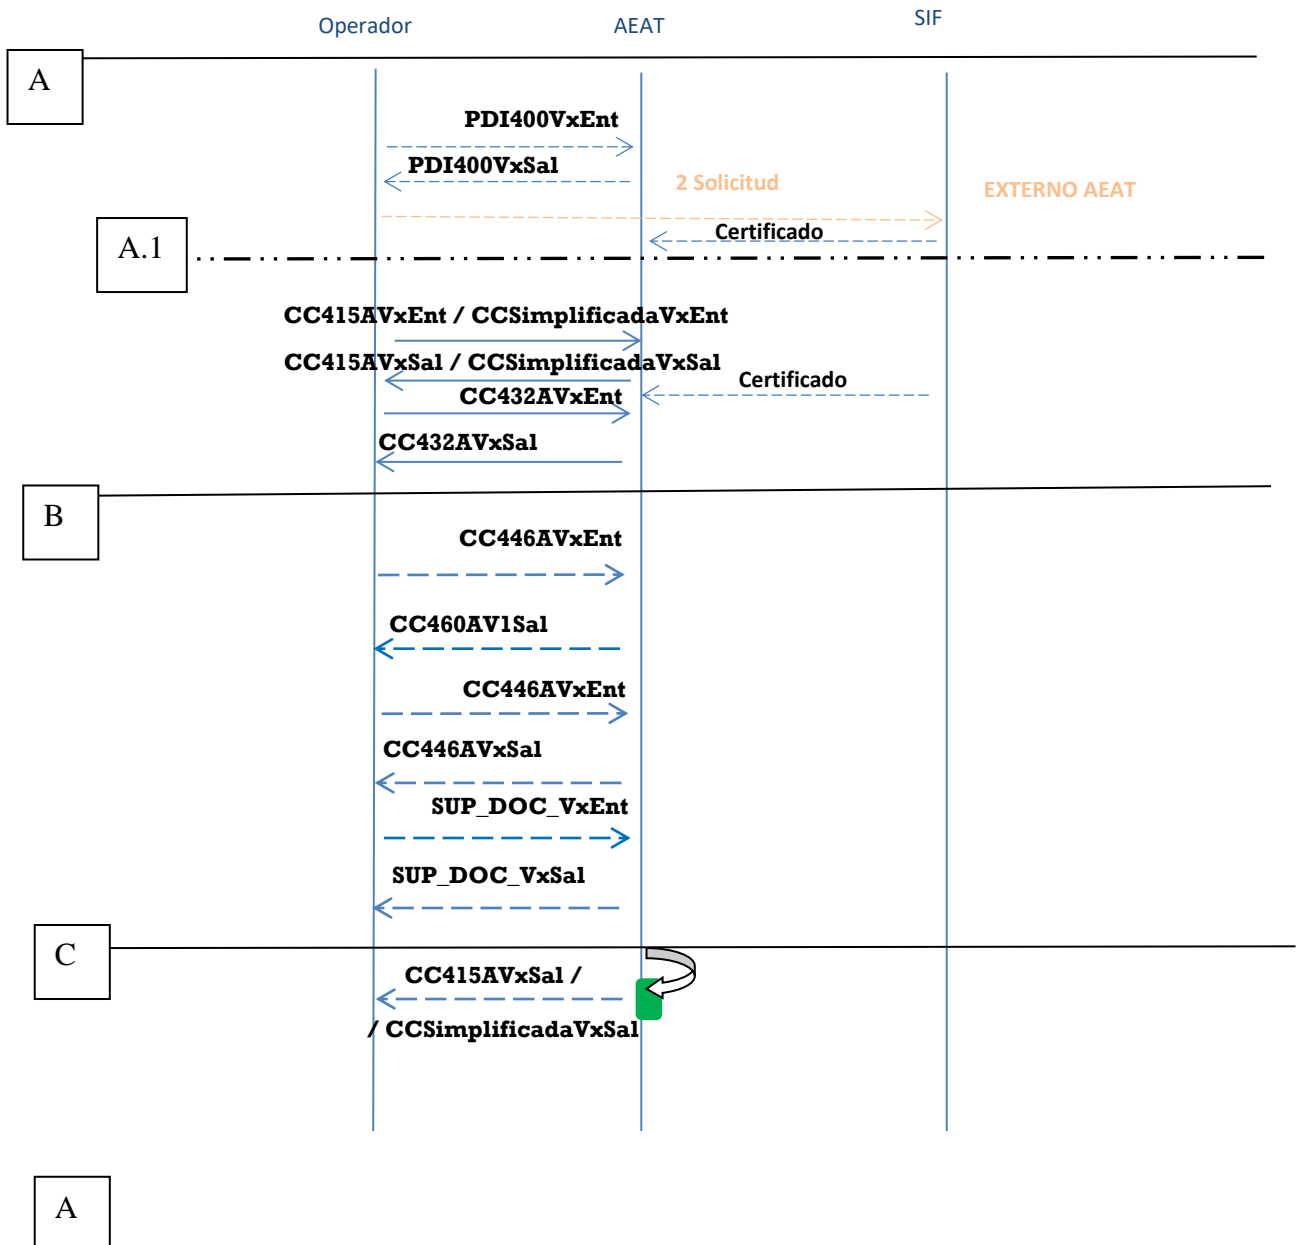 Operador
AEAT
SIF
A
PDI400VxEnt
PDI400VxSal
2 Solicitud
EXTERNO AEAT
A.1
Certificado
CC415AVxEnt / CCSimplificadaVxEnt
CC415AVxSal / CCSimplificadaVxSal
Certificado
CC432AVxEnt
CC432AVxSal
B
CC446AVxEnt
CC460AV1Sal
CC446AVxEnt
CC446AVxSal
SUP_DOC_VxEnt
SUP_DOC_VxSal
C
CC415AVxSal /
/ CCSimplificadaVxSal
A